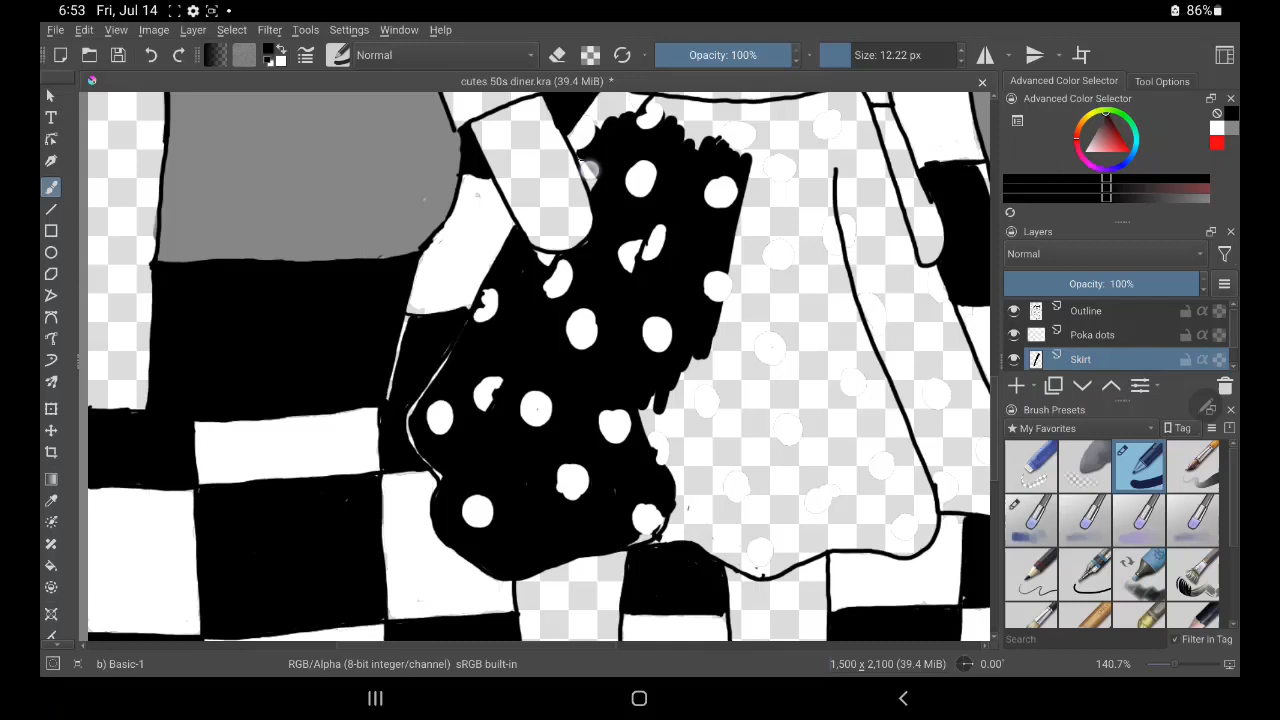 6:53 Fri, Jul 14
86%
File Edit View Image Layer Select Filter Tools Settings Window Help
Normal
Opacity: 100%
Size: 12.22 px
cutes 50s diner.kra (39.4 MiB) *
Advanced Color Selector
Tool Options
Advanced Color Selector
Layers
Normal
Opacity: 100%
Outline
Poka dots
Skirt
Brush Presets
★ My Favorites
Tag
Search
✓ Filter in Tag
b) Basic-1
RGB/Alpha (8-bit integer/channel) sRGB built-in
1,500 x 2,100 (39.4 MiB)
0.00°
140.7%